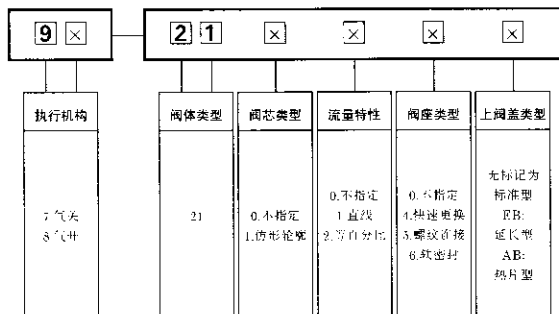 9 × 2 1 × × × ×
执行机构
7 气关
8 气开
阀体类型
21
阀芯类型
0.不指定
1.仿形轮廓
流量特性
0.不指定
1.直线
2.等百分比
阀座类型
0.不指定
4.快速更换
5.螺纹连接
6.软密封
上阀盖类型
无标记为
标准型
EB:
延长型
AB:
热片型